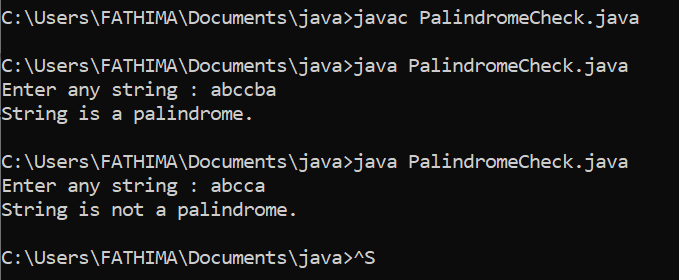 C:\Users\FATHIMA\Documents\java>javac PalindromeCheck.java
C:\Users\FATHIMA\Documents\java>java PalindromeCheck.java
Enter any string : abccba
String is a palindrome.
C:\Users\FATHIMA\Documents\java>java PalindromeCheck.java
Enter any string : abcca
String is not a palindrome.
C:\Users\FATHIMA\Documents\java>^S